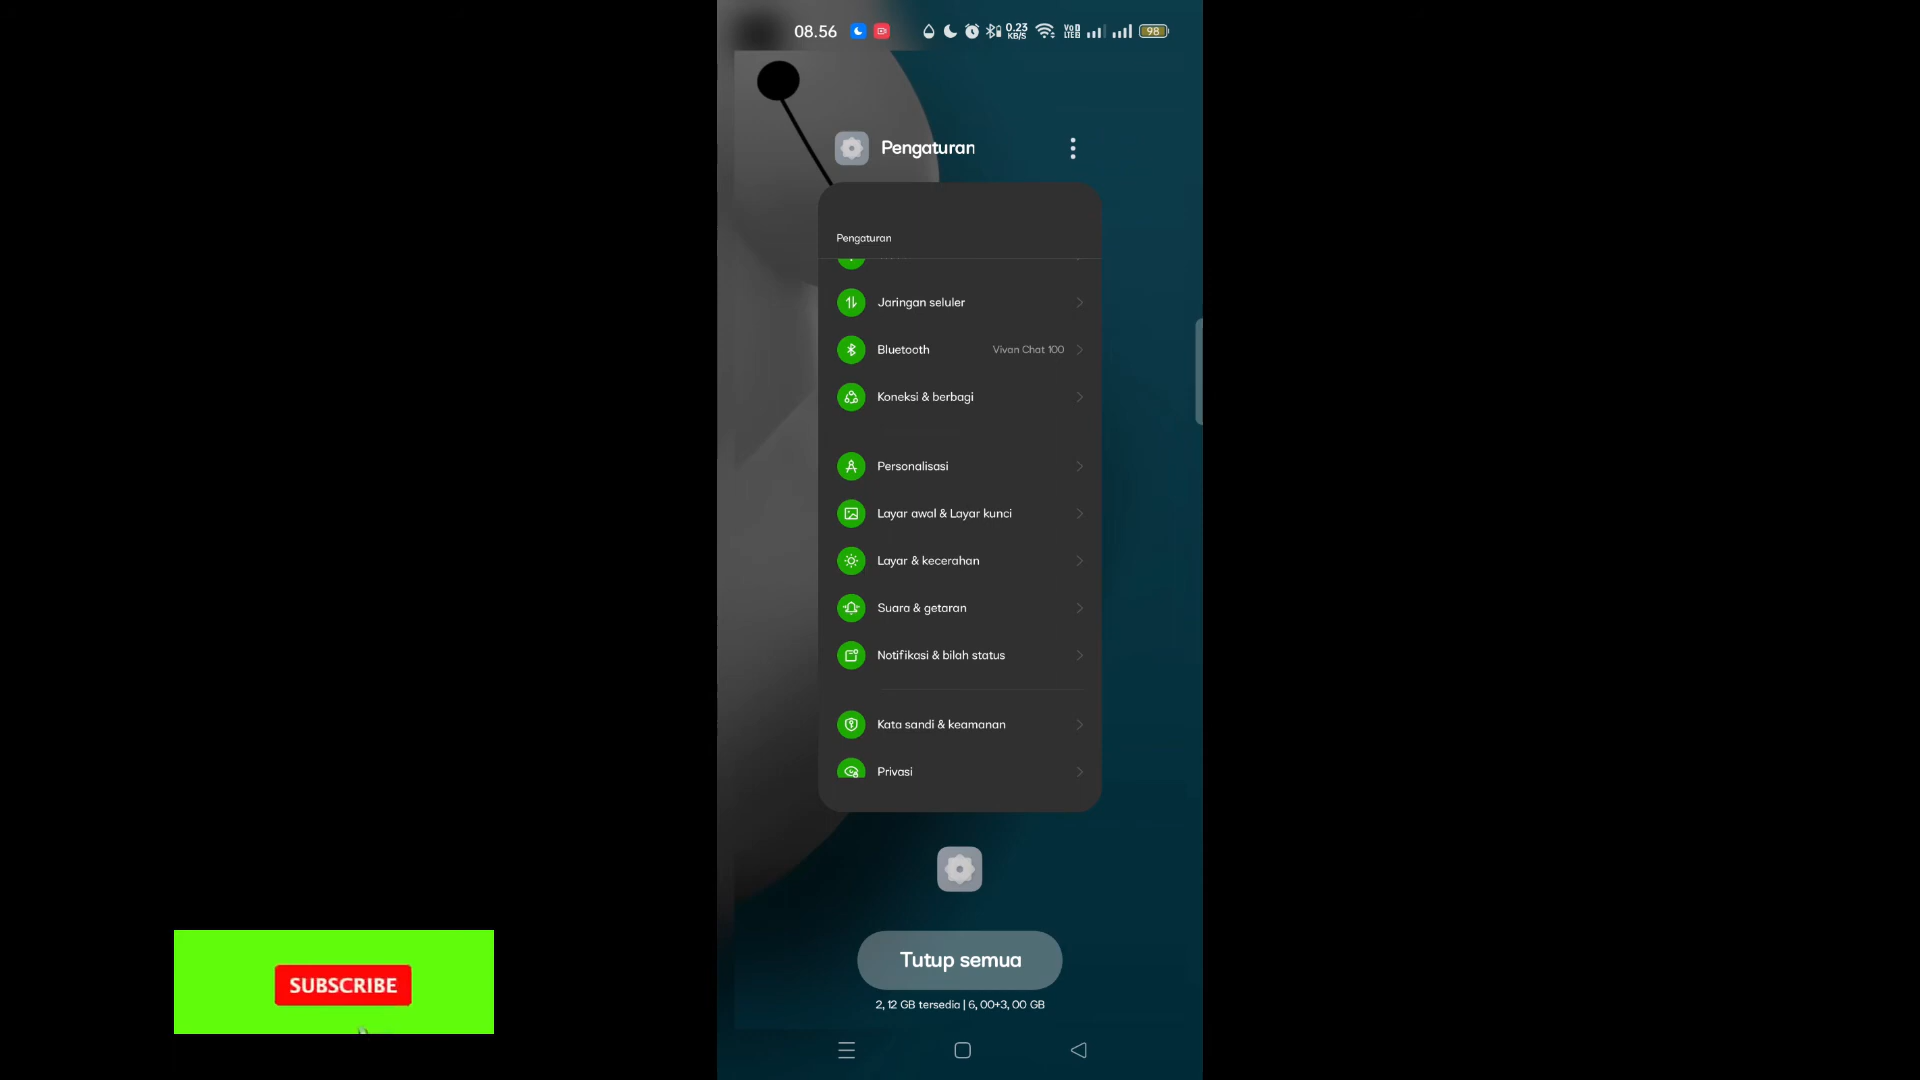 08.56
0.23
KB/S
VoD
LTED
98
Pengaturan
Pengaturan
Jaringan seluler
Bluetooth
Vivan Chat 100
Koneksi & berbagi
Personalisasi
Layar awal & Layar kunci
Layar & kecerahan
Suara & getaran
Notifikasi & bilah status
Kata sandi & keamanan
Privasi
Tutup semua
2, 12 GB tersedia | 6, 00+3, 00 GB
SUBSCRIBE